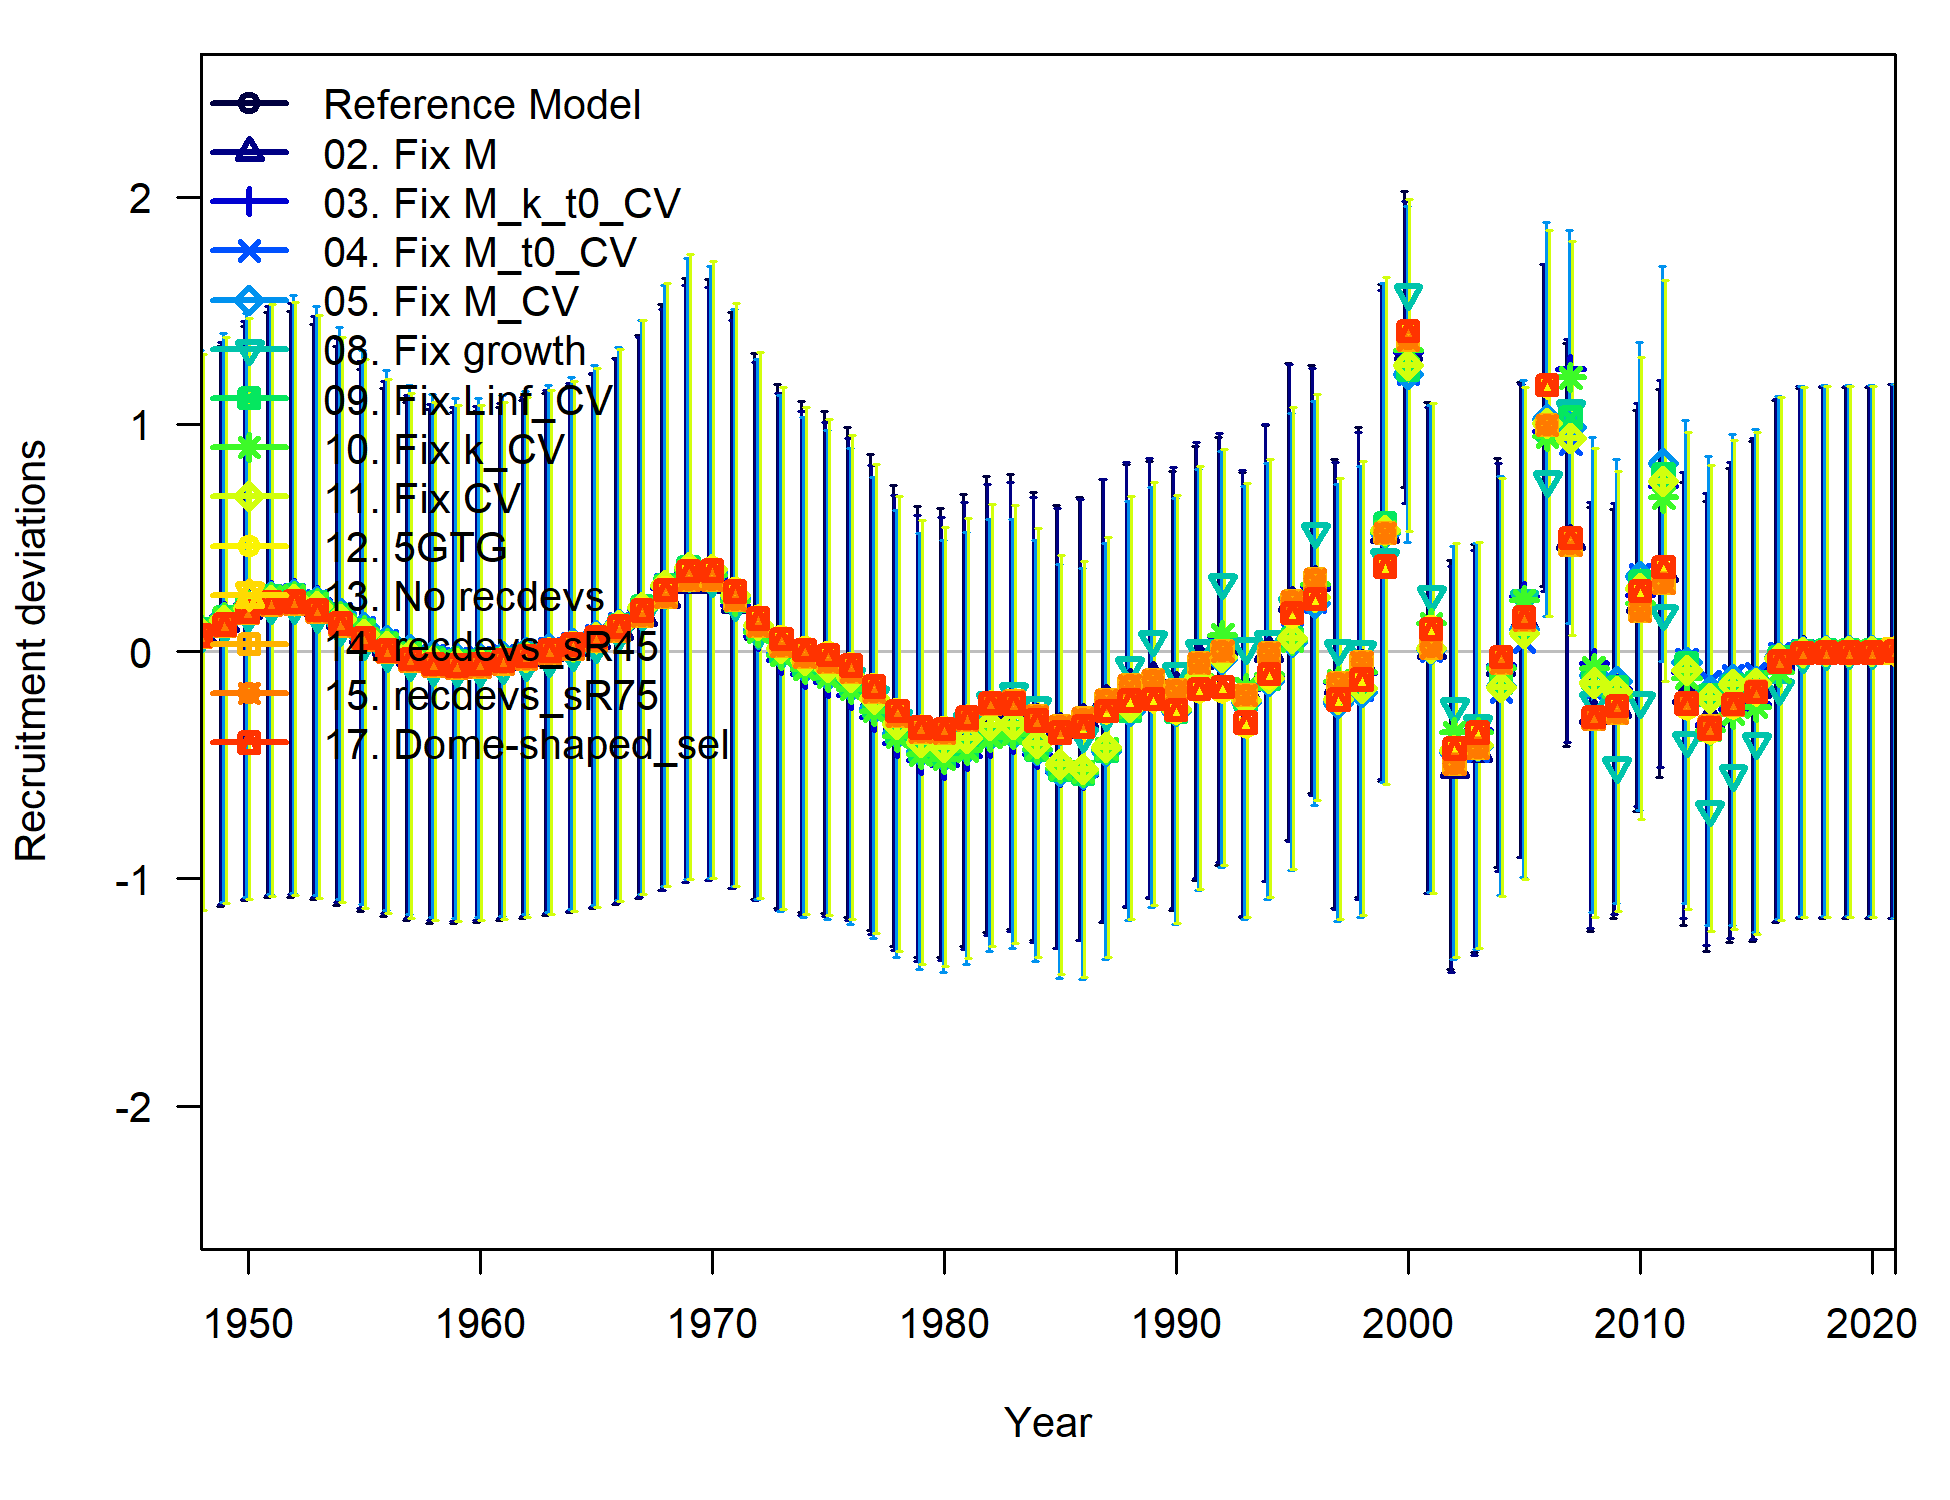 Reference Model
02. Fix M
03. Fix M_k_t0_CV
04. Fix M_t0_CV
05. Fix M_CV
08. Fix growth
09. Fix Linf_CV
10. Fix k_CV
11. Fix CV
12. 5GTG
13. No recdevs
14. recdevs_sR45
15. recdevs_sR75
17. Dome-shaped_sel
Recruitment deviations
2
1
0
-1
-2
1950 1960 1970 1980 1990 2000 2010 2020
Year